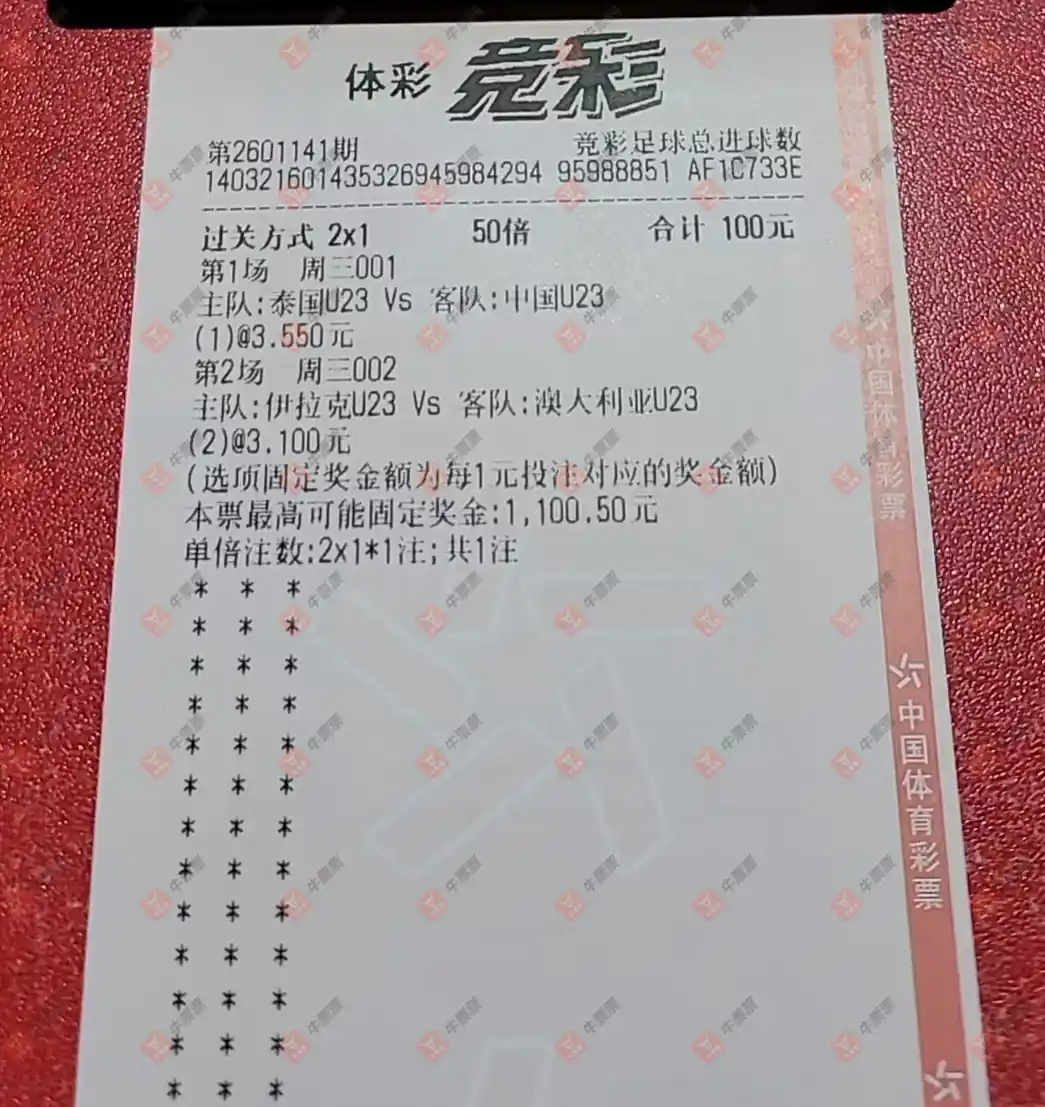 体彩 竞彩
第2601141期 竞彩足球总进球数
140321601435326945984294 95988851 AF1C733E
过关方式 2x1 50倍 合计 100元
第1场 周三001
主队:泰国U23 Vs 客队:中国U23
(1)@3.550元
第2场 周三002
主队:伊拉克U23 Vs 客队:澳大利亚U23
(2)@3.100元
(选项固定奖金额为每1元投注对应的奖金额)
本票最高可能固定奖金:1,100.50元
单倍注数:2x1*1注;共1注
* * *
* * *
* * *
* * *
* * *
* * *
* * *
* * *
* * *
* * *
* * *
* * *
* * *
中国体育彩票
中国体育彩票
牛票票